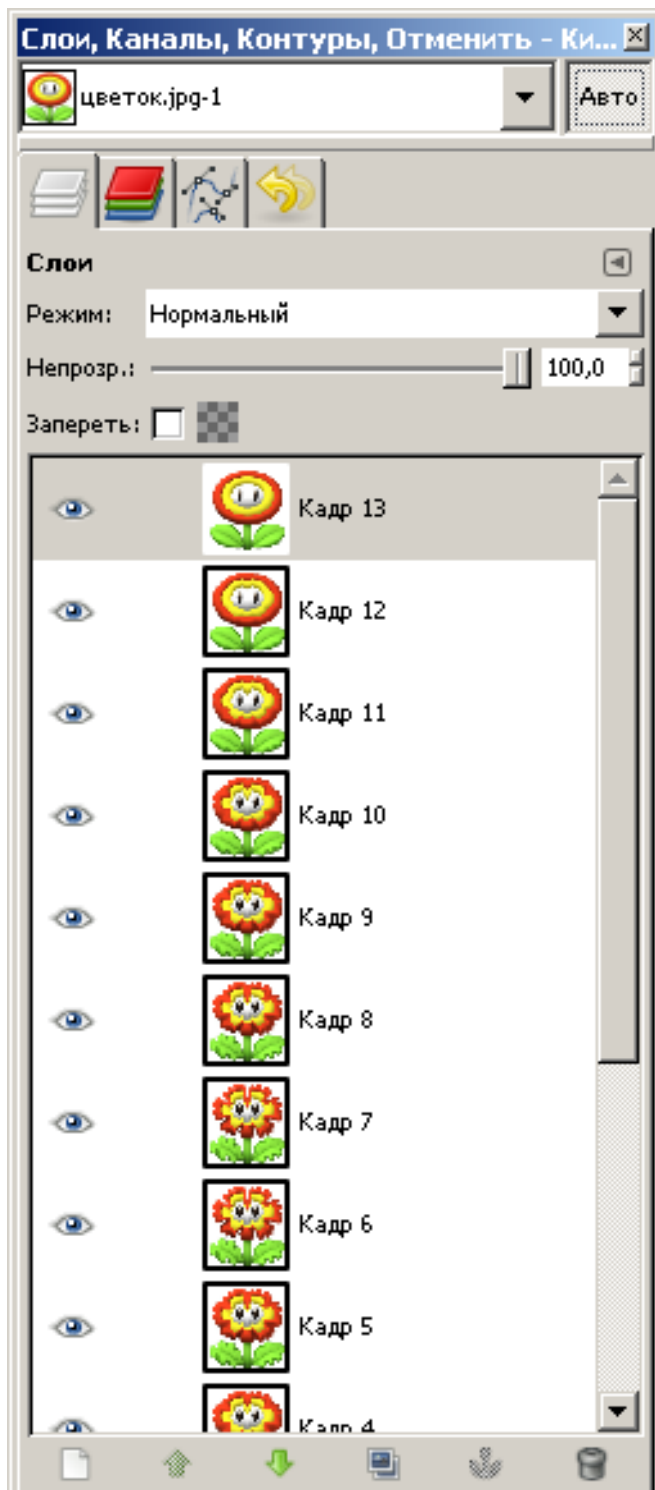 Слои, Каналы, Контуры, Отменить - Ки...
цветок.jpg-1
Авто
Слои
Режим: Нормальный
Непрозр.: 100,0
Запереть:
Кадр 13
Кадр 12
Кадр 11
Кадр 10
Кадр 9
Кадр 8
Кадр 7
Кадр 6
Кадр 5
Кадр 4